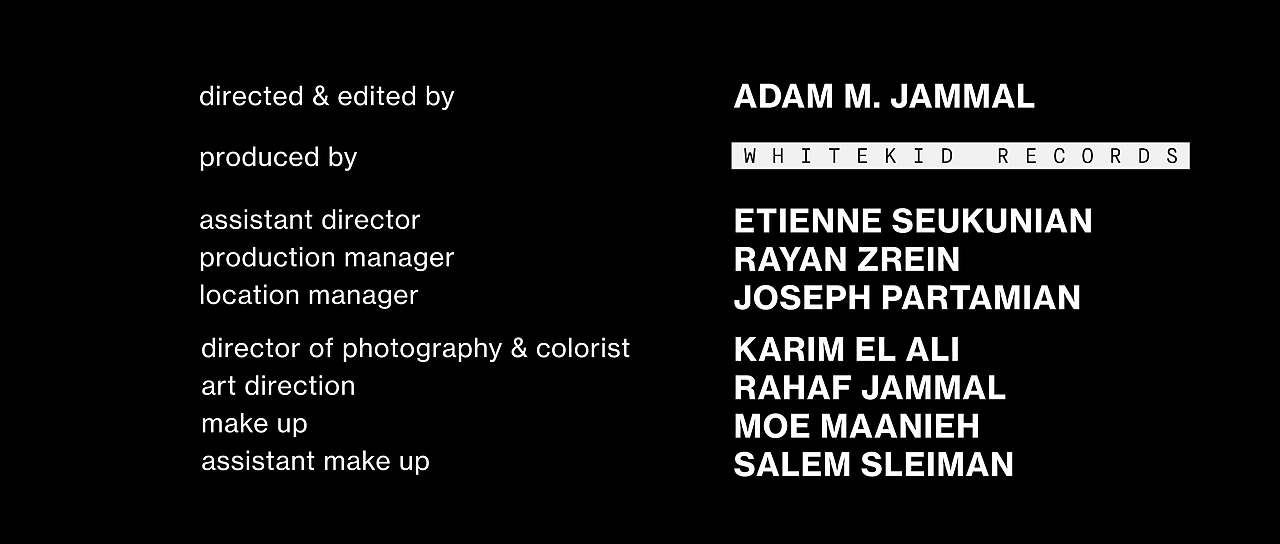 directed & edited by ADAM M. JAMMAL
produced by WHITEKID RECORDS
assistant director ETIENNE SEUKUNIAN
production manager RAYAN ZREIN
location manager JOSEPH PARTAMIAN
director of photography & colorist KARIM EL ALI
art direction RAHAF JAMMAL
make up MOE MAANIEH
assistant make up SALEM SLEIMAN